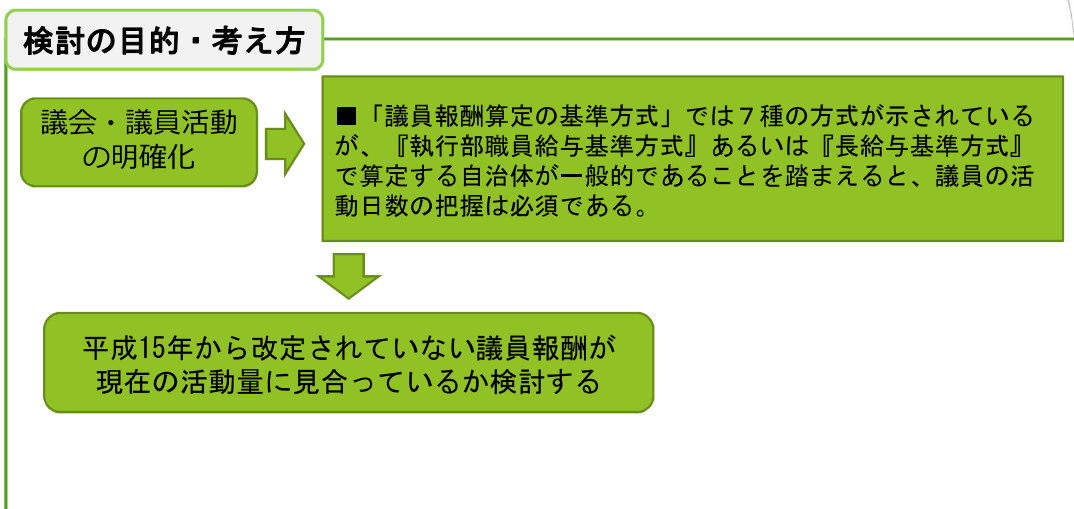 検討の目的・考え方
議会・議員活動
の明確化
■「議員報酬算定の基準方式」では７種の方式が示されている
が、『執行部職員給与基準方式』あるいは『長給与基準方式』
で算定する自治体が一般的であることを踏まえると、議員の活
動日数の把握は必須である。
平成15年から改定されていない議員報酬が
現在の活動量に見合っているか検討する